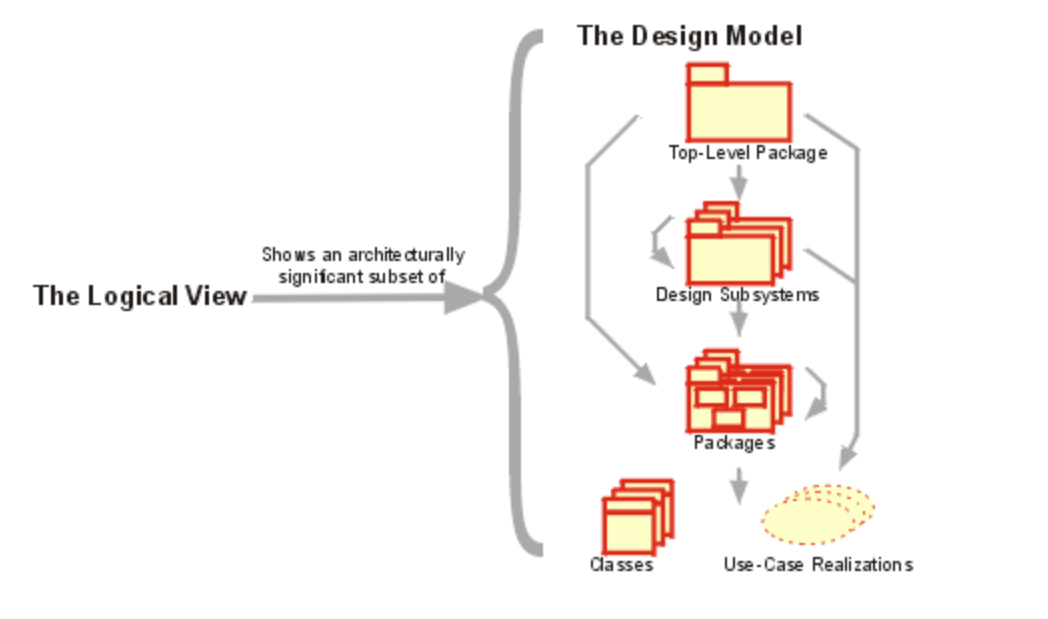 The Design Model
Top-Level Package
Shows an architecturally
significant subset of
The Logical View
Design Subsystems
Packages
Classes
Use-Case Realizations